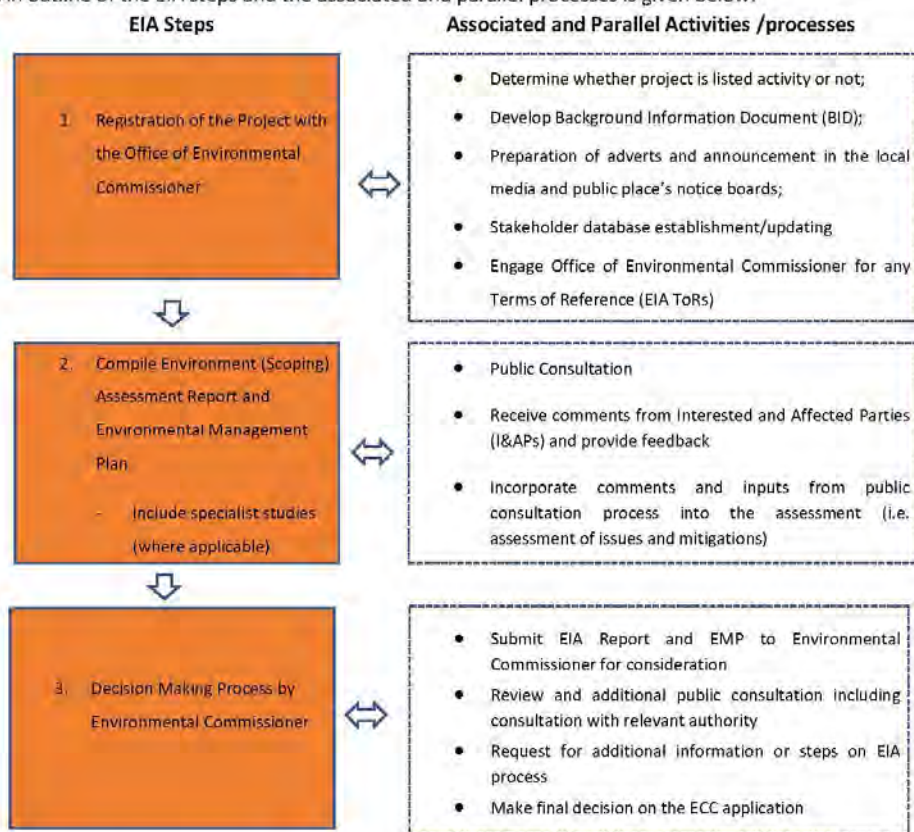 EIA Steps
Associated and Parallel Activities /processes
1. Registration of the Project with
the Office of Environmental
Commissioner
• Determine whether project is listed activity or not;
• Develop Background Information Document (BID);
• Preparation of adverts and announcement in the local
media and public place's notice boards;
• Stakeholder database establishment/updating
• Engage Office of Environmental Commissioner for any
Terms of Reference (EIA ToRs)
2. Compile Environment (Scoping)
Assessment Report and
Environmental Management
Plan
- Include specialist studies
(where applicable)
• Public Consultation
• Receive comments from Interested and Affected Parties
(I&APs) and provide feedback
• Incorporate comments and inputs from public
consultation process into the assessment (i.e.
assessment of issues and mitigations)
3. Decision Making Process by
Environmental Commissioner
• Submit EIA Report and EMP to Environmental
Commissioner for consideration
• Review and additional public consultation including
consultation with relevant authority
• Request for additional information or steps on EIA
process
• Make final decision on the ECC application